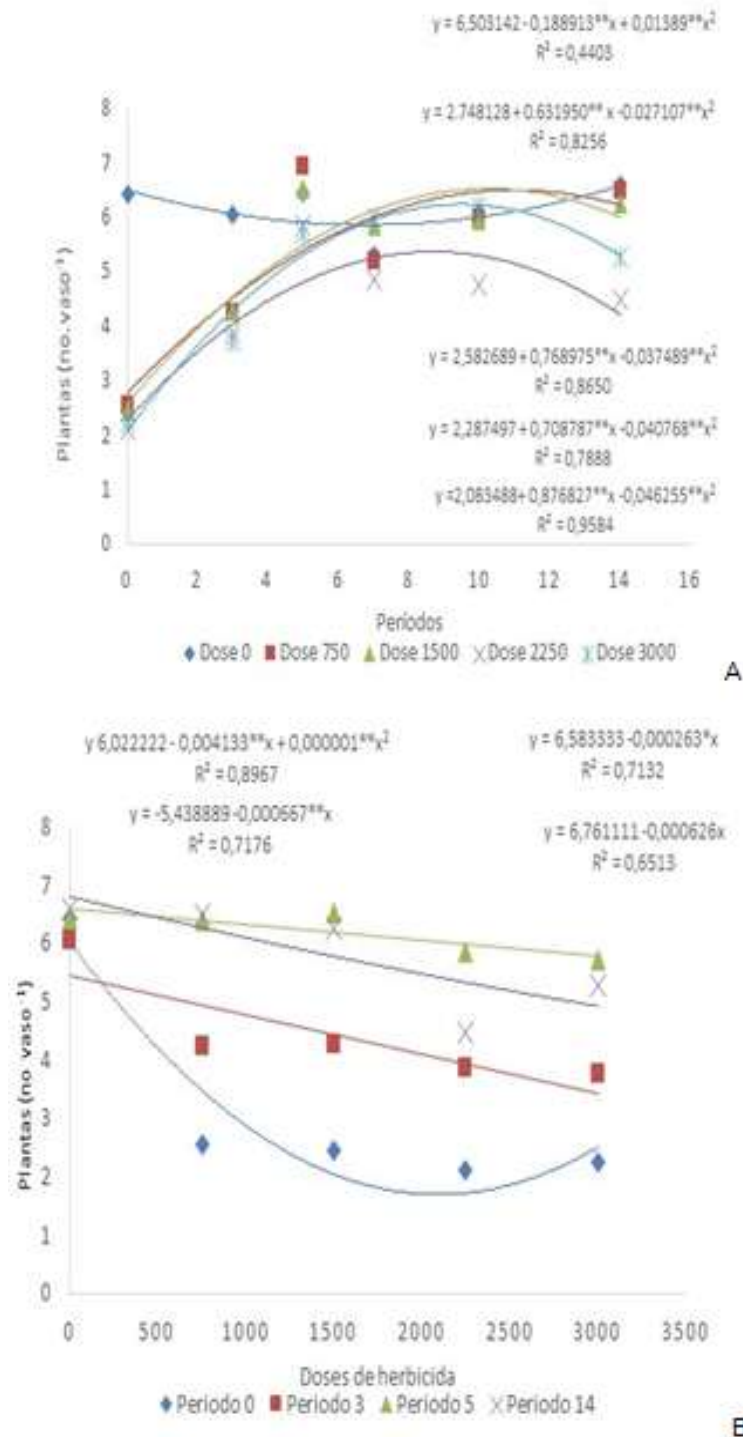 y = 6,503142 - 0,188913**x + 0,01389**x²
R² = 0,4403
y = 2.748128 + 0.631950** x -0.027107**x²
R² = 0,8256
8
7
6
5
4
3
2
1
0
Plantas (no. vaso⁻¹)
y = 2,582689 + 0,768975**x -0,037489**x²
R² = 0,8650
y = 2,287497 + 0,708787**x -0,040768**x²
R² = 0,7888
y =2,083488+ 0,876827**x -0,046255**x²
R² = 0,9584
0 2 4 6 8 10 12 14 16
Períodos
Dose 0 Dose 750 Dose 1500 Dose 2250 Dose 3000
A
y 6,022222 - 0,004133**x + 0,000001**x²
R² = 0,8967
y = 6,583333 -0,000263*x
R² = 0,7132
y = -5,438889 -0,000667**x
R² = 0,7176
y = 6,761111 -0,000626x
R² = 0,6513
8
7
6
5
4
3
2
1
0
Plantas (no vaso ⁻¹)
0 500 1000 1500 2000 2500 3000 3500
Doses de herbicida
Periodo 0 Periodo 3 Periodo 5 Periodo 14